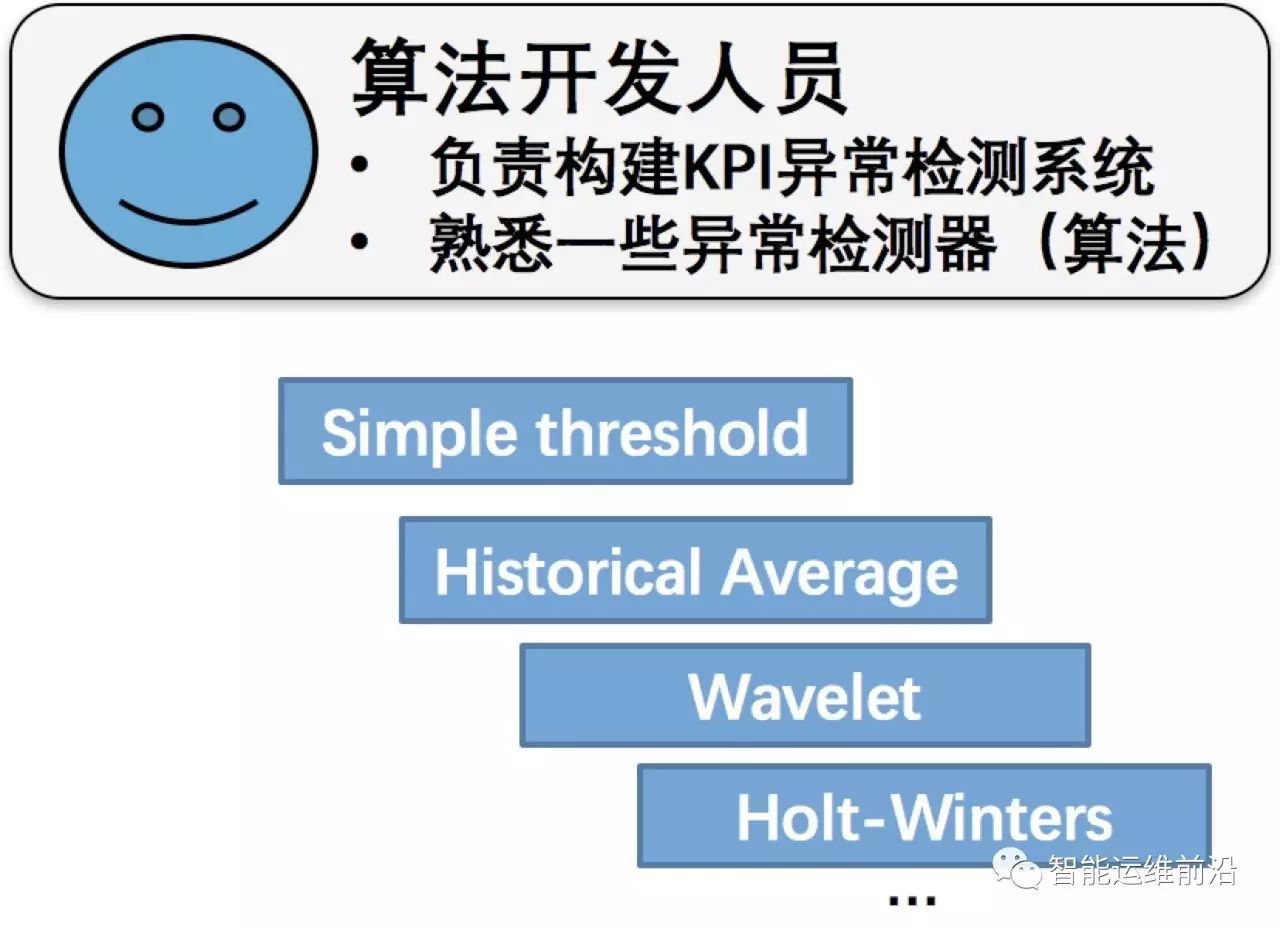 算法开发人员
• 负责构建KPI异常检测系统
• 熟悉一些异常检测器（算法）
Simple threshold
Historical Average
Wavelet
Holt-Winters
智能运维前沿
...